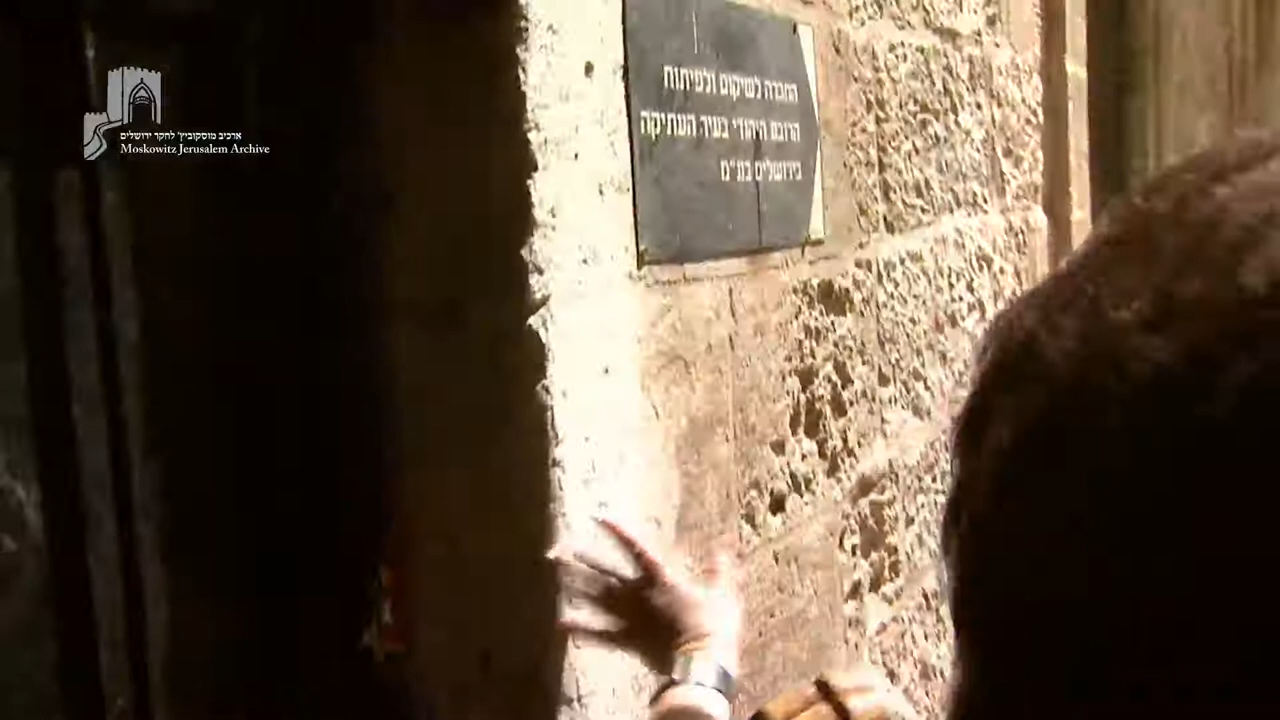 ארכיב מוסקוביץ' לחקר ירושלים
Moskowitz Jerusalem Archive
החברה לשיקום ולפיתוח
הרובע היהודי בעיר העתיקה
בירושלים בע"מ